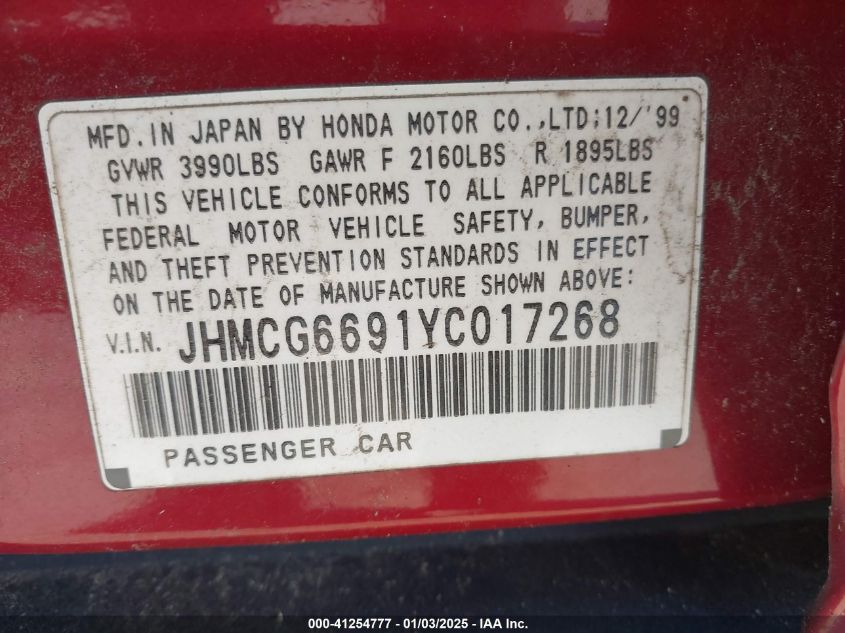 MFD.IN JAPAN BY HONDA MOTOR CO.,LTD;12/'99
GVWR 3990LBS GAWR F 2160LBS R 1895LBS
THIS VEHICLE CONFORMS TO ALL APPLICABLE
FEDERAL MOTOR VEHICLE SAFETY, BUMPER,
AND THEFT PREVENTION STANDARDS IN EFFECT
ON THE DATE OF MANUFACTURE SHOWN ABOVE:
V.I.N. JHMCG6691YC017268
PASSENGER CAR
000-41254777 - 01/03/2025 - IAA Inc.